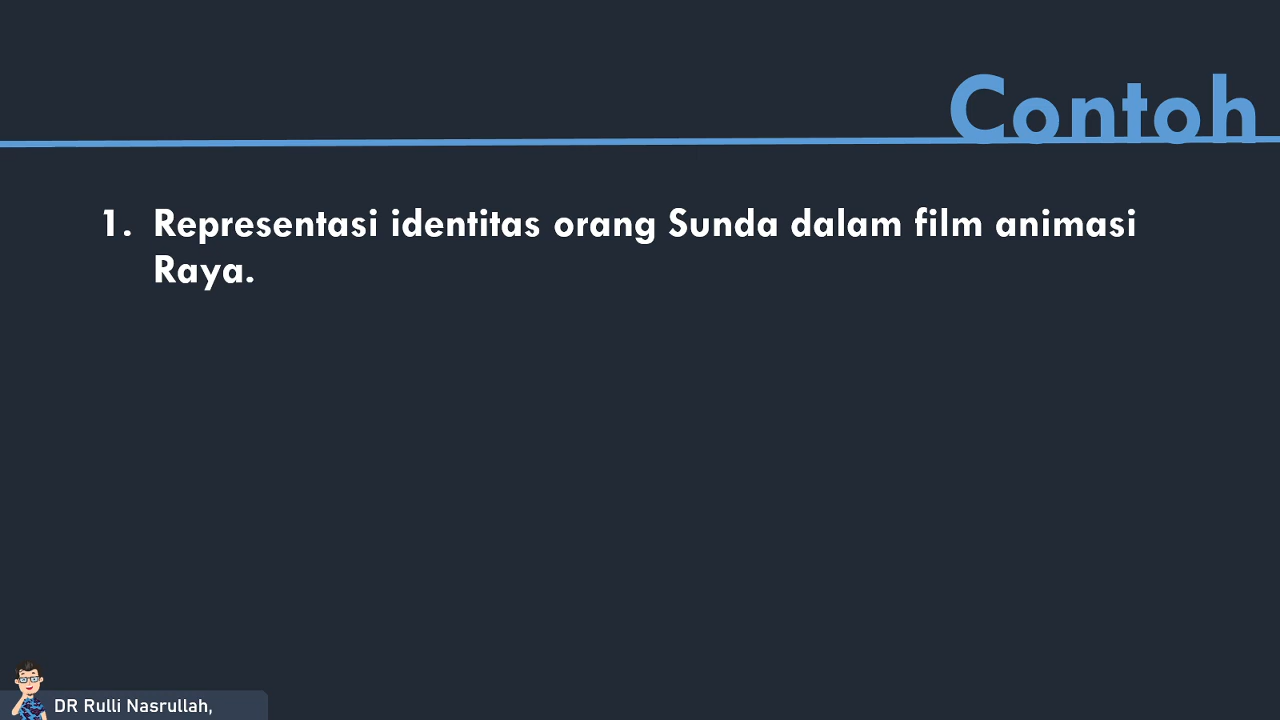 Contoh
1. Representasi identitas orang Sunda dalam film animasi
Raya.
DR Rulli Nasrullah,